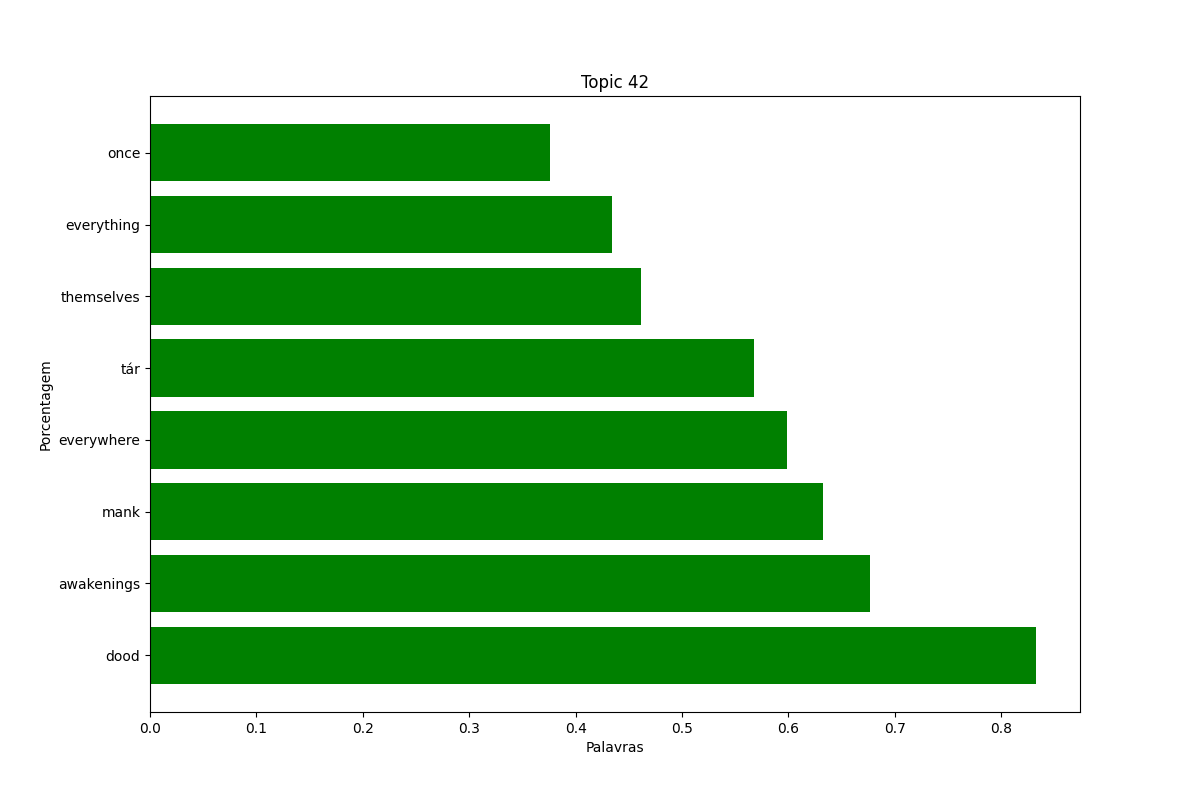 Topic 42
once
everything
themselves
tár
everywhere
mank
awakenings
dood
Porcentagem
0.0 0.1 0.2 0.3 0.4 0.5 0.6 0.7 0.8
Palavras